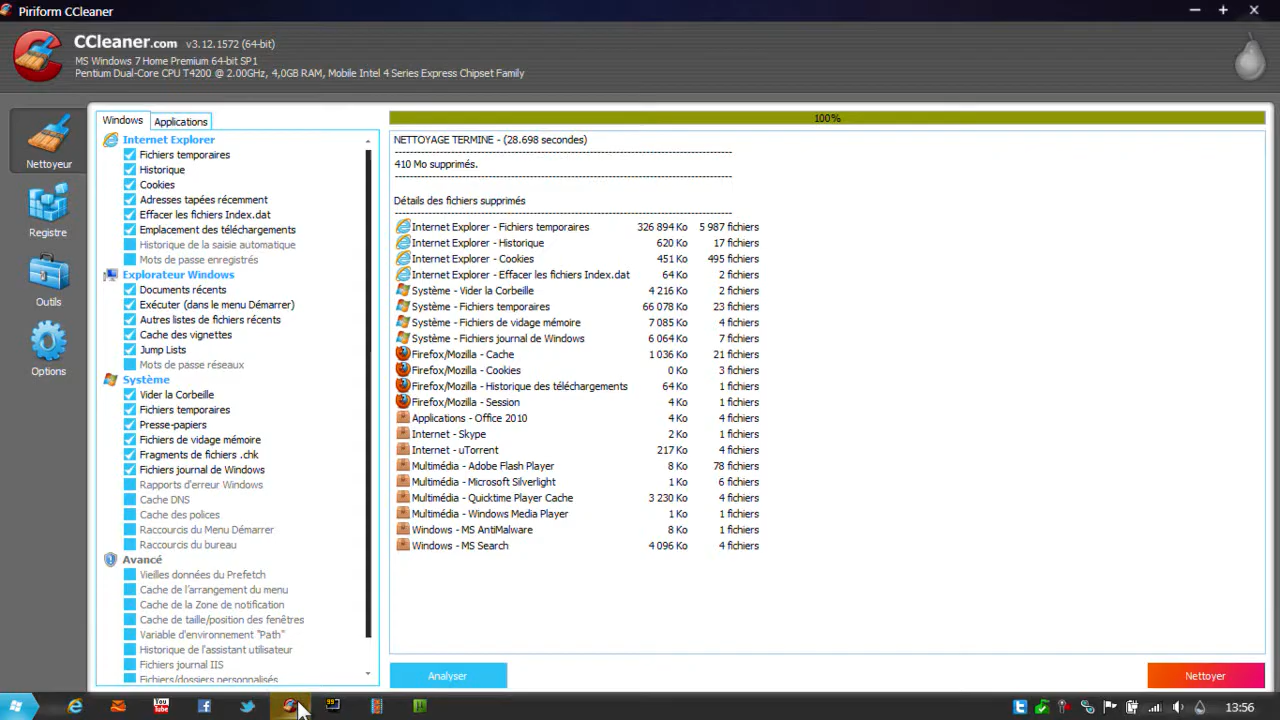 Piriform CCleaner
CCleaner.com v3.12.1572 (64-bit)
MS Windows 7 Home Premium 64-bit SP1
Pentium Dual-Core CPU T4200 @ 2.00GHz, 4,0GB RAM, Mobile Intel 4 Series Express Chipset Family
Nettoyeur
Registre
Outils
Options
Windows Applications
Internet Explorer
Fichiers temporaires
Historique
Cookies
Adresses tapées récemment
Effacer les fichiers Index.dat
Emplacement des téléchargements
Historique de la saisie automatique
Mots de passe enregistrés
Explorateur Windows
Documents récents
Exécuter (dans le menu Démarrer)
Autres listes de fichiers récents
Cache des vignettes
Jump Lists
Mots de passe réseaux
Système
Vider la Corbeille
Fichiers temporaires
Presse-papiers
Fichiers de vidage mémoire
Fragments de fichiers .chk
Fichiers journal de Windows
Rapports d'erreur Windows
Cache DNS
Cache des polices
Raccourcis du Menu Démarrer
Raccourcis du bureau
Avancé
Vieilles données du Prefetch
Cache de l'arrangement du menu
Cache de la Zone de notification
Cache de taille/position des fenêtres
Variable d'environnement "Path"
Historique de l'assistant utilisateur
Fichiers journal IIS
Fichiers/dossiers personnalisés
100%
NETTOYAGE TERMINE - (28.698 secondes)
410 Mo supprimés.
Détails des fichiers supprimés
Internet Explorer - Fichiers temporaires 326 894 Ko 5 987 fichiers
Internet Explorer - Historique 620 Ko 17 fichiers
Internet Explorer - Cookies 451 Ko 495 fichiers
Internet Explorer - Effacer les fichiers Index.dat 64 Ko 2 fichiers
Système - Vider la Corbeille 4 216 Ko 2 fichiers
Système - Fichiers temporaires 66 078 Ko 23 fichiers
Système - Fichiers de vidage mémoire 7 085 Ko 4 fichiers
Système - Fichiers journal de Windows 6 064 Ko 7 fichiers
Firefox/Mozilla - Cache 1 036 Ko 21 fichiers
Firefox/Mozilla - Cookies 0 Ko 3 fichiers
Firefox/Mozilla - Historique des téléchargements 64 Ko 1 fichiers
Firefox/Mozilla - Session 4 Ko 1 fichiers
Applications - Office 2010 4 Ko 4 fichiers
Internet - Skype 2 Ko 1 fichiers
Internet - uTorrent 217 Ko 4 fichiers
Multimédia - Adobe Flash Player 8 Ko 78 fichiers
Multimédia - Microsoft Silverlight 1 Ko 6 fichiers
Multimédia - Quicktime Player Cache 3 230 Ko 4 fichiers
Multimédia - Windows Media Player 1 Ko 1 fichiers
Windows - MS AntiMalware 8 Ko 1 fichiers
Windows - MS Search 4 096 Ko 4 fichiers
Analyser
Nettoyer
You Tube
13:56